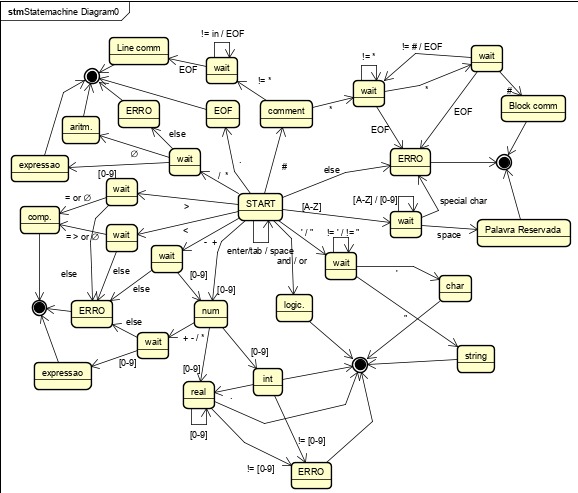 stm Statemachine Diagram0
Line comm
!= in / EOF
wait
EOF
!= *
!= *
wait
*
!= # / EOF
wait
*
#
Block comm
EOF
EOF
ERRO
EOF
comment
aritm.
else
∅
wait
/ *
.
#
else
ERRO
expressao
[0-9]
wait
= or ∅
>
START
[A-Z]
[A-Z] / [0-9]
wait
special char
space
Palavra Reservada
comp.
= > or ∅
wait
<
- +
enter/tab / space
and / or
' / "
!= ' / != "
wait
'
char
"
string
else
else
wait
else
[0-9]
[0-9]
ERRO
else
num
logic.
wait
+ - / *
[0-9]
expressao
[0-9]
[0-9]
int
real
.
[0-9]
!= [0-9]
!= [0-9]
ERRO